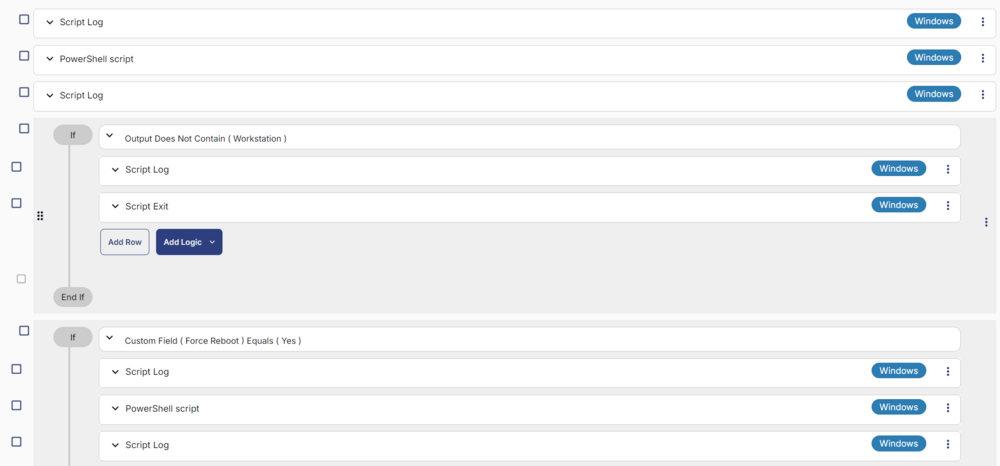 Script Log Windows
PowerShell script Windows
Script Log Windows
If Output Does Not Contain ( Workstation )
Script Log Windows
Script Exit Windows
Add Row Add Logic
End If
If Custom Field ( Force Reboot ) Equals ( Yes )
Script Log Windows
PowerShell script Windows
Script Log Windows